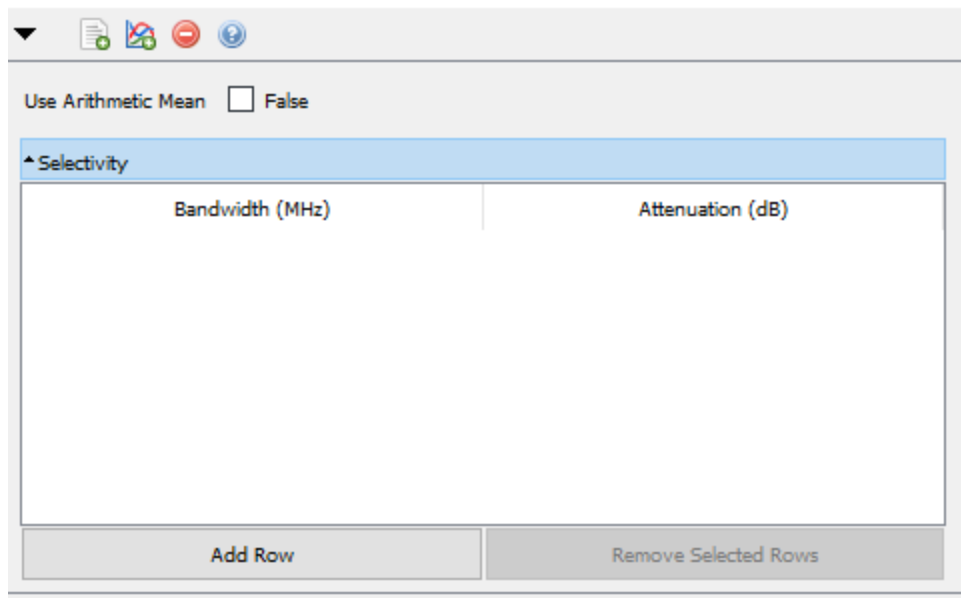 Use Arithmetic Mean False
Selectivity
Bandwidth (MHz) Attenuation (dB)
Add Row Remove Selected Rows